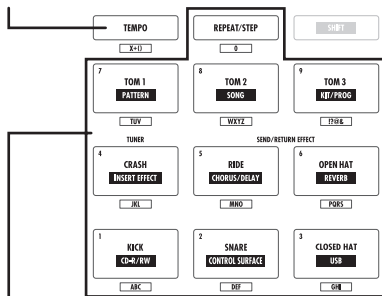 TEMPO REPEAT/STEP SHIFT
X+() 0
7 8 9
TOM 1 TOM 2 TOM 3
PATTERN SONG KIT/PROG
TUV WXYZ !?@&
TUNER SEND/RETURN EFFECT
4 5 6
CRASH RIDE OPEN HAT
INSERT EFFECT CHORUS/DELAY REVERB
JKL MNO PQRS
1 2 3
KICK SNARE CLOSED HAT
CD-R/RW CONTROL SURFACE USB
ABC DEF GHI